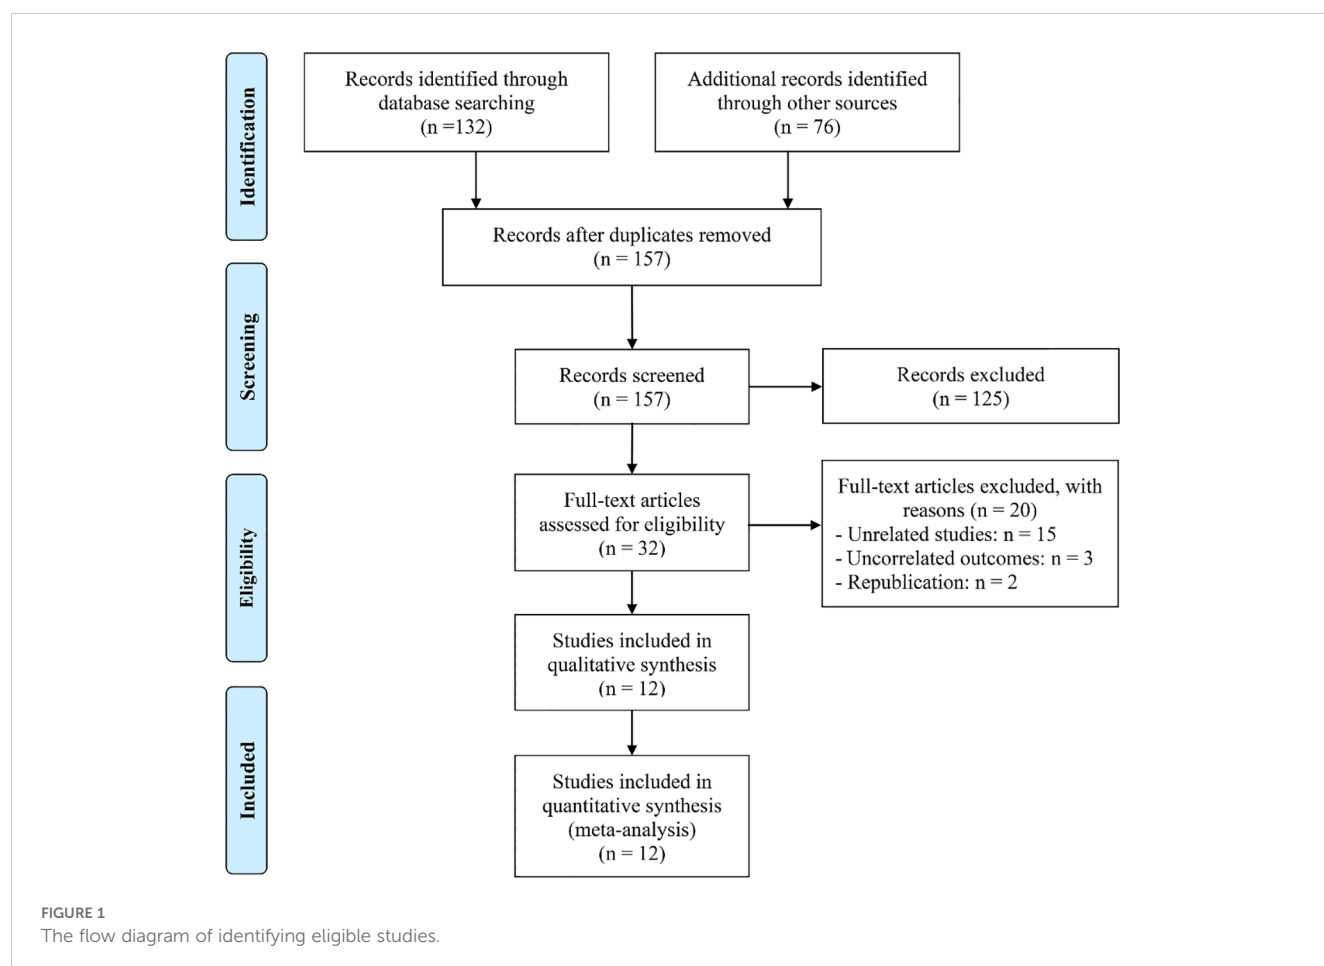 Identification
Records identified through
database searching
(n =132)
Additional records identified
through other sources
(n = 76)
Records after duplicates removed
(n = 157)
Screening
Records screened
(n = 157)
Records excluded
(n = 125)
Eligibility
Full-text articles
assessed for eligibility
(n = 32)
Full-text articles excluded, with
reasons (n = 20)
- Unrelated studies: n = 15
- Uncorrelated outcomes: n = 3
- Republication: n = 2
Studies included in
qualitative synthesis
(n = 12)
Included
Studies included in
quantitative synthesis
(meta-analysis)
(n = 12)
FIGURE 1
The flow diagram of identifying eligible studies.